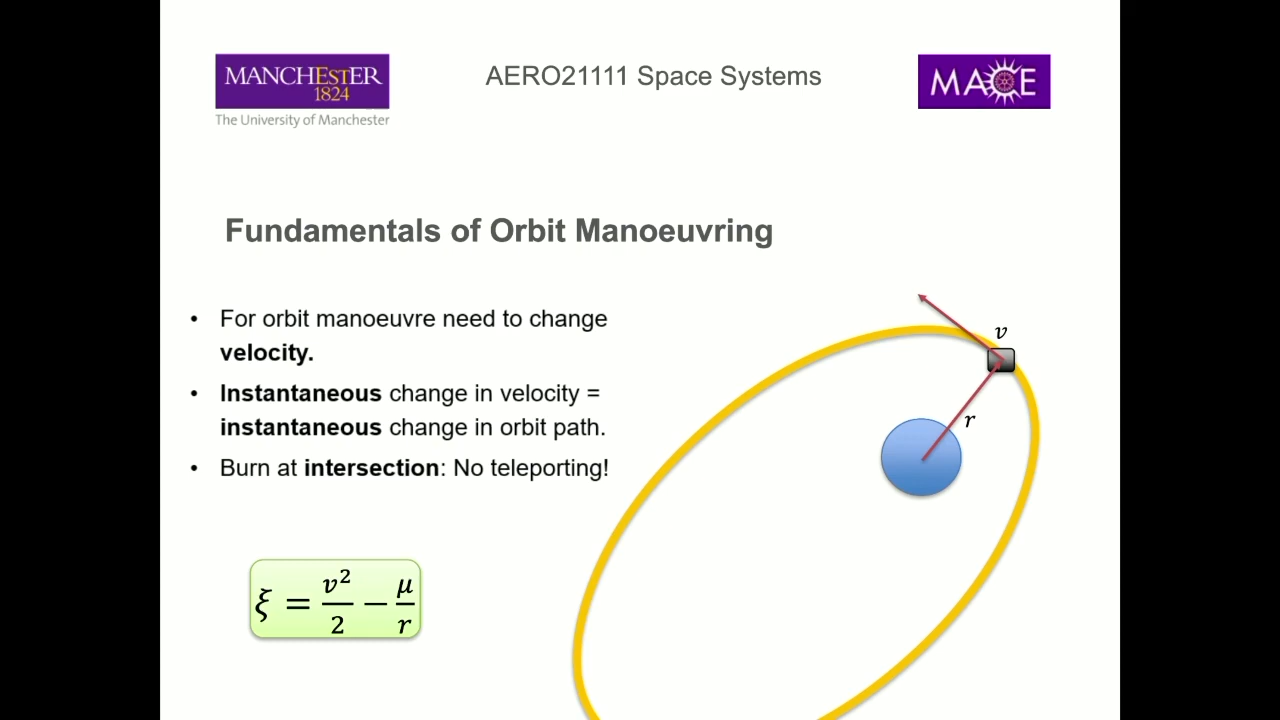 MANCHESTER
1824
The University of Manchester
AERO21111 Space Systems
MACE
Fundamentals of Orbit Manoeuvring
• For orbit manoeuvre need to change
velocity.
• Instantaneous change in velocity =
instantaneous change in orbit path.
• Burn at intersection: No teleporting!
v
r
ξ = v²/2 − μ/r